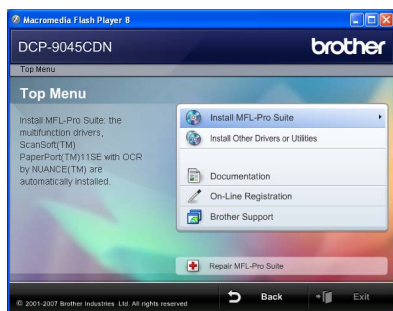 Macromedia Flash Player 8
DCP-9045CDN
brother
Top Menu
Top Menu
Install MFL-Pro Suite: the
multifunction drivers,
ScanSoft(TM)
PaperPort(TM)11SE with OCR
by NUANCE(TM) are
automatically installed.
Install MFL-Pro Suite
Install Other Drivers or Utilities
Documentation
On-Line Registration
Brother Support
Repair MFL-Pro Suite
© 2001-2007 Brother Industries Ltd. All rights reserved
Back
Exit